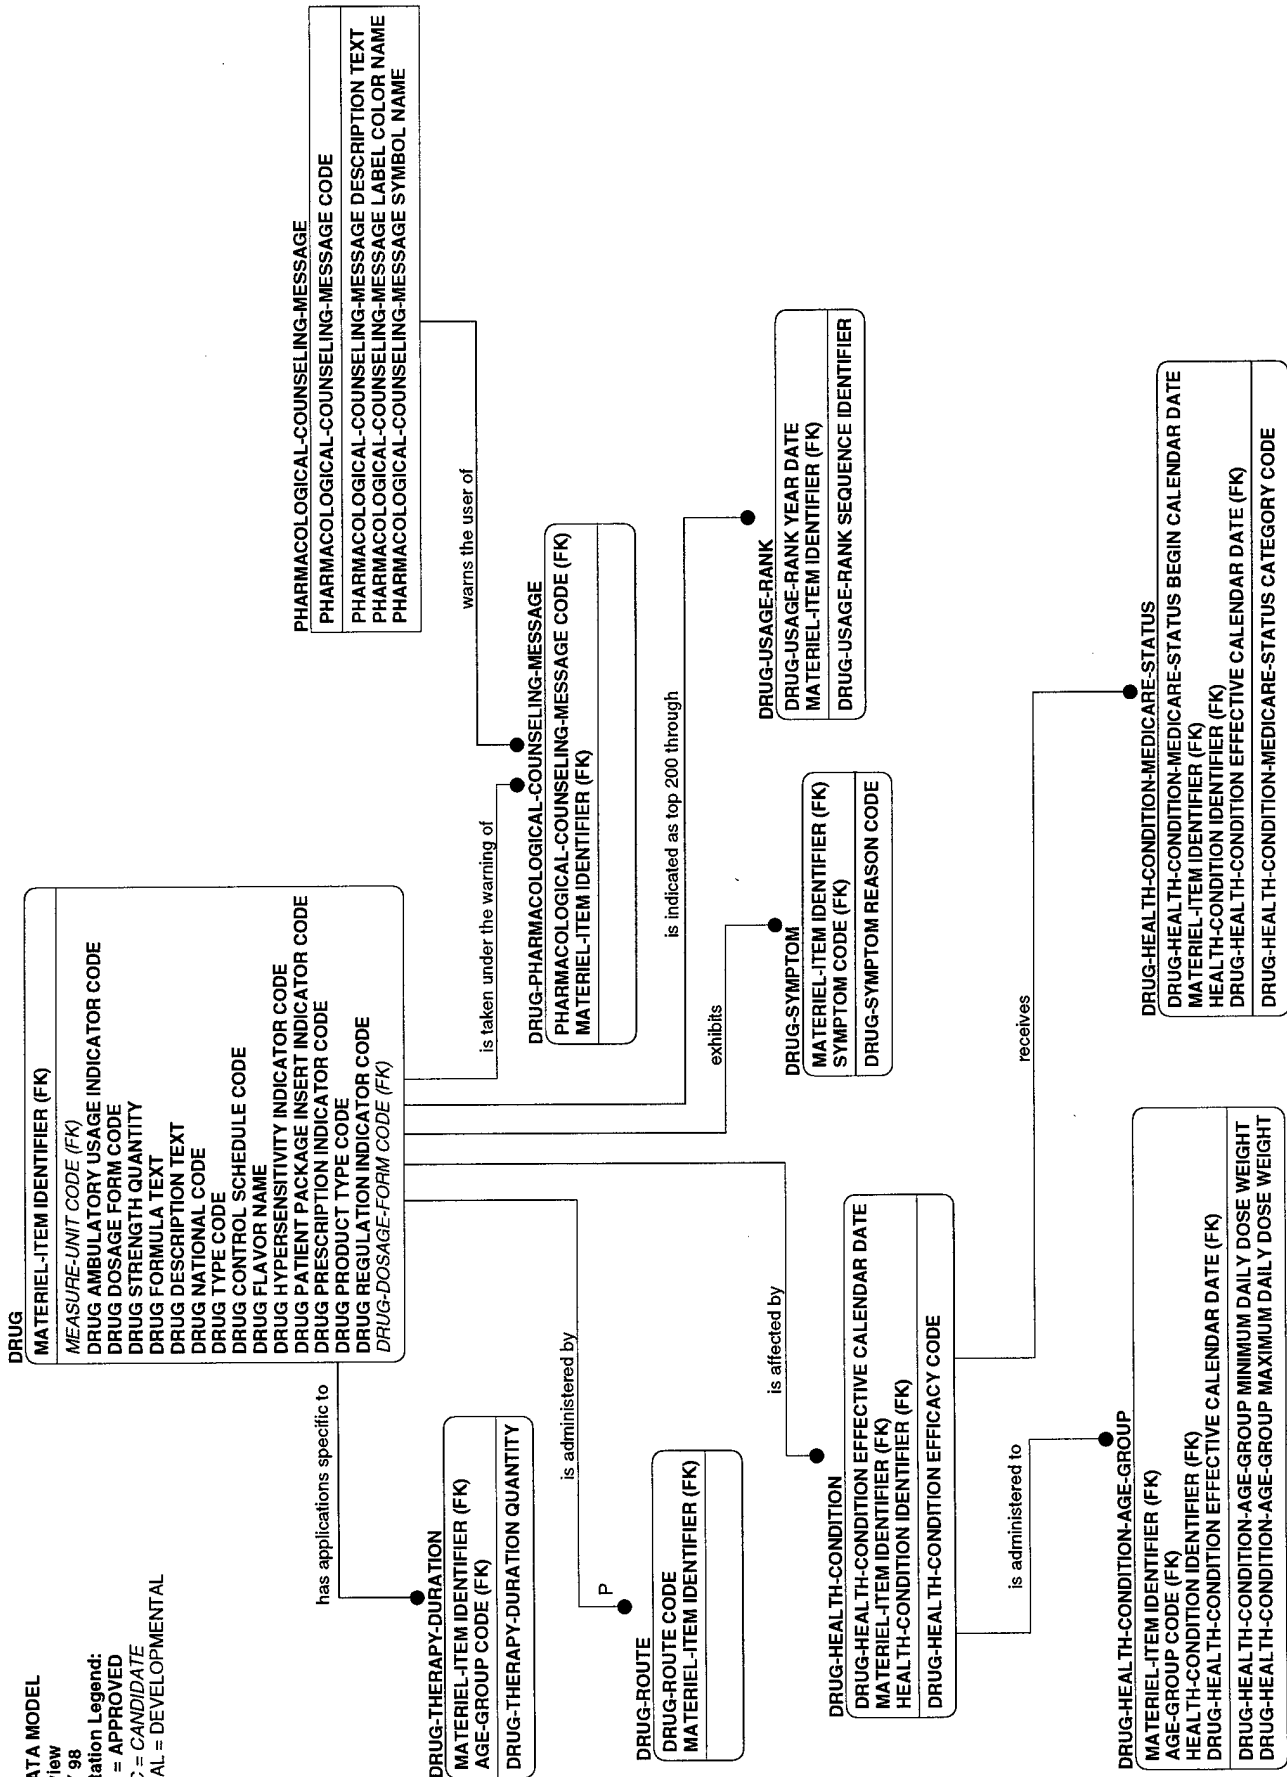 ATA MODEL
iew
98
tation Legend:
= APPROVED
C = CANDIDATE
AL = DEVELOPMENTAL
DRUG
MATERIEL-ITEM IDENTIFIER (FK)
MEASURE-UNIT CODE (FK)
DRUG AMBULATORY USAGE INDICATOR CODE
DRUG DOSAGE FORM CODE
DRUG STRENGTH QUANTITY
DRUG FORMULA TEXT
DRUG DESCRIPTION TEXT
DRUG NATIONAL CODE
DRUG TYPE CODE
DRUG CONTROL SCHEDULE CODE
DRUG FLAVOR NAME
DRUG HYPERSENSITIVITY INDICATOR CODE
DRUG PATIENT PACKAGE INSERT INDICATOR CODE
DRUG PRESCRIPTION INDICATOR CODE
DRUG PRODUCT TYPE CODE
DRUG REGULATION INDICATOR CODE
DRUG-DOSAGE-FORM CODE (FK)
PHARMACOLOGICAL-COUNSELING-MESSAGE
PHARMACOLOGICAL-COUNSELING-MESSAGE CODE
PHARMACOLOGICAL-COUNSELING-MESSAGE DESCRIPTION TEXT
PHARMACOLOGICAL-COUNSELING-MESSAGE LABEL COLOR NAME
PHARMACOLOGICAL-COUNSELING-MESSAGE SYMBOL NAME
has applications specific to
is taken under the warning of
warns the user of
DRUG-THERAPY-DURATION
MATERIEL-ITEM IDENTIFIER (FK)
AGE-GROUP CODE (FK)
DRUG-THERAPY-DURATION QUANTITY
DRUG-PHARMACOLOGICAL-COUNSELING-MESSAGE
PHARMACOLOGICAL-COUNSELING-MESSAGE CODE (FK)
MATERIEL-ITEM IDENTIFIER (FK)
is administered by
P
is indicated as top 200 through
DRUG-ROUTE
DRUG-ROUTE CODE
MATERIEL-ITEM IDENTIFIER (FK)
exhibits
DRUG-USAGE-RANK
DRUG-USAGE-RANK YEAR DATE
MATERIEL-ITEM IDENTIFIER (FK)
DRUG-USAGE-RANK SEQUENCE IDENTIFIER
is affected by
DRUG-SYMPTOM
MATERIEL-ITEM IDENTIFIER (FK)
SYMPTOM CODE (FK)
DRUG-SYMPTOM REASON CODE
DRUG-HEALTH-CONDITION
DRUG-HEALTH-CONDITION EFFECTIVE CALENDAR DATE
MATERIEL-ITEM IDENTIFIER (FK)
HEALTH-CONDITION IDENTIFIER (FK)
DRUG-HEALTH-CONDITION EFFICACY CODE
is administered to
receives
DRUG-HEALTH-CONDITION-AGE-GROUP
MATERIEL-ITEM IDENTIFIER (FK)
AGE-GROUP CODE (FK)
HEALTH-CONDITION IDENTIFIER (FK)
DRUG-HEALTH-CONDITION EFFECTIVE CALENDAR DATE (FK)
DRUG-HEALTH-CONDITION-AGE-GROUP MINIMUM DAILY DOSE WEIGHT
DRUG-HEALTH-CONDITION-AGE-GROUP MAXIMUM DAILY DOSE WEIGHT
DRUG-HEALTH-CONDITION-MEDICARE-STATUS
DRUG-HEALTH-CONDITION-MEDICARE-STATUS BEGIN CALENDAR DATE
MATERIEL-ITEM IDENTIFIER (FK)
HEALTH-CONDITION IDENTIFIER (FK)
DRUG-HEALTH-CONDITION EFFECTIVE CALENDAR DATE (FK)
DRUG-HEALTH-CONDITION-MEDICARE-STATUS CATEGORY CODE